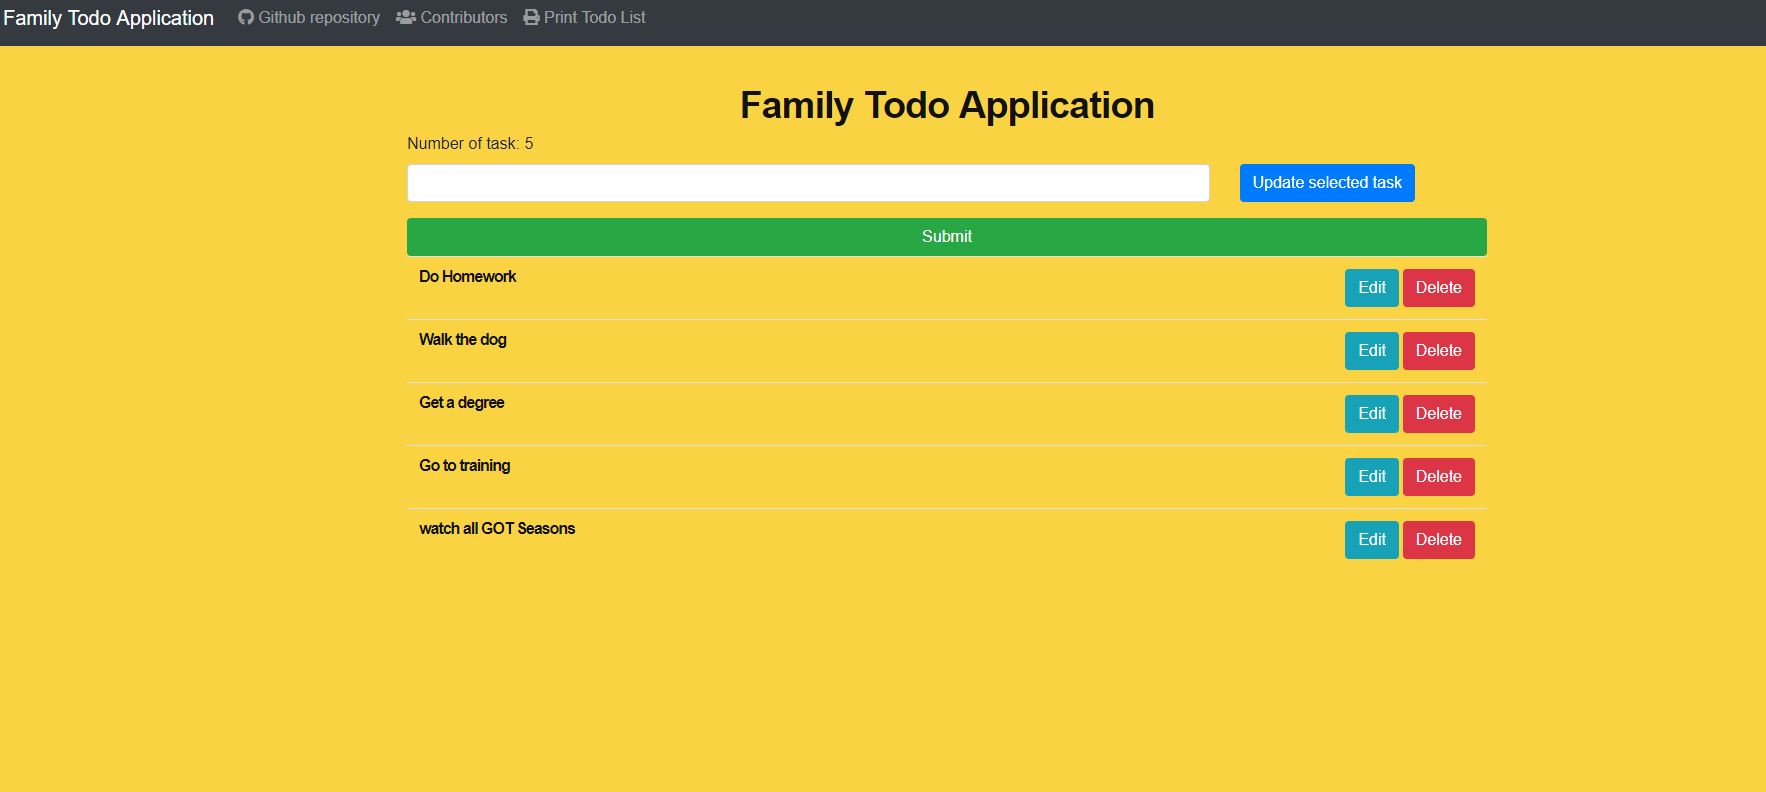 Family Todo Application Github repository Contributors Print Todo List
Family Todo Application
Number of task: 5
Update selected task
Submit
Do Homework Edit Delete
Walk the dog Edit Delete
Get a degree Edit Delete
Go to training Edit Delete
watch all GOT Seasons Edit Delete